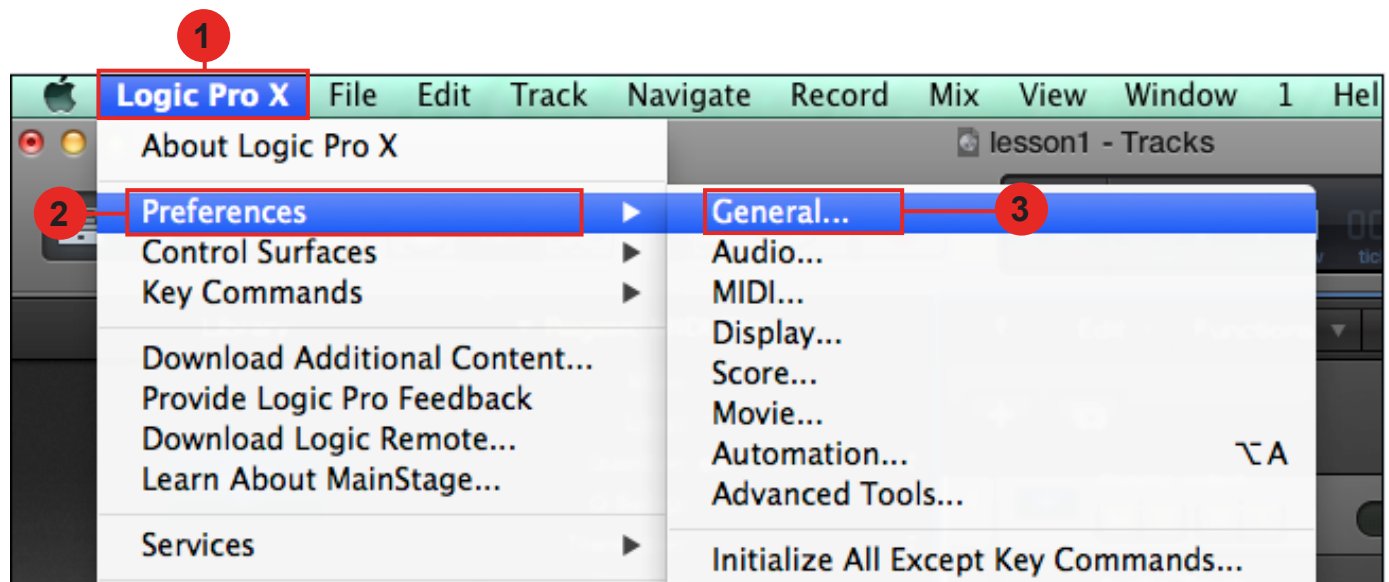 1
Logic Pro X File Edit Track Navigate Record Mix View Window 1 Hel
About Logic Pro X
lesson1 - Tracks
2
Preferences
General...
3
Control Surfaces
Audio...
Key Commands
MIDI...
Display...
Download Additional Content...
Score...
Provide Logic Pro Feedback
Movie...
Download Logic Remote...
Automation... ⌥A
Learn About MainStage...
Advanced Tools...
Services
Initialize All Except Key Commands...